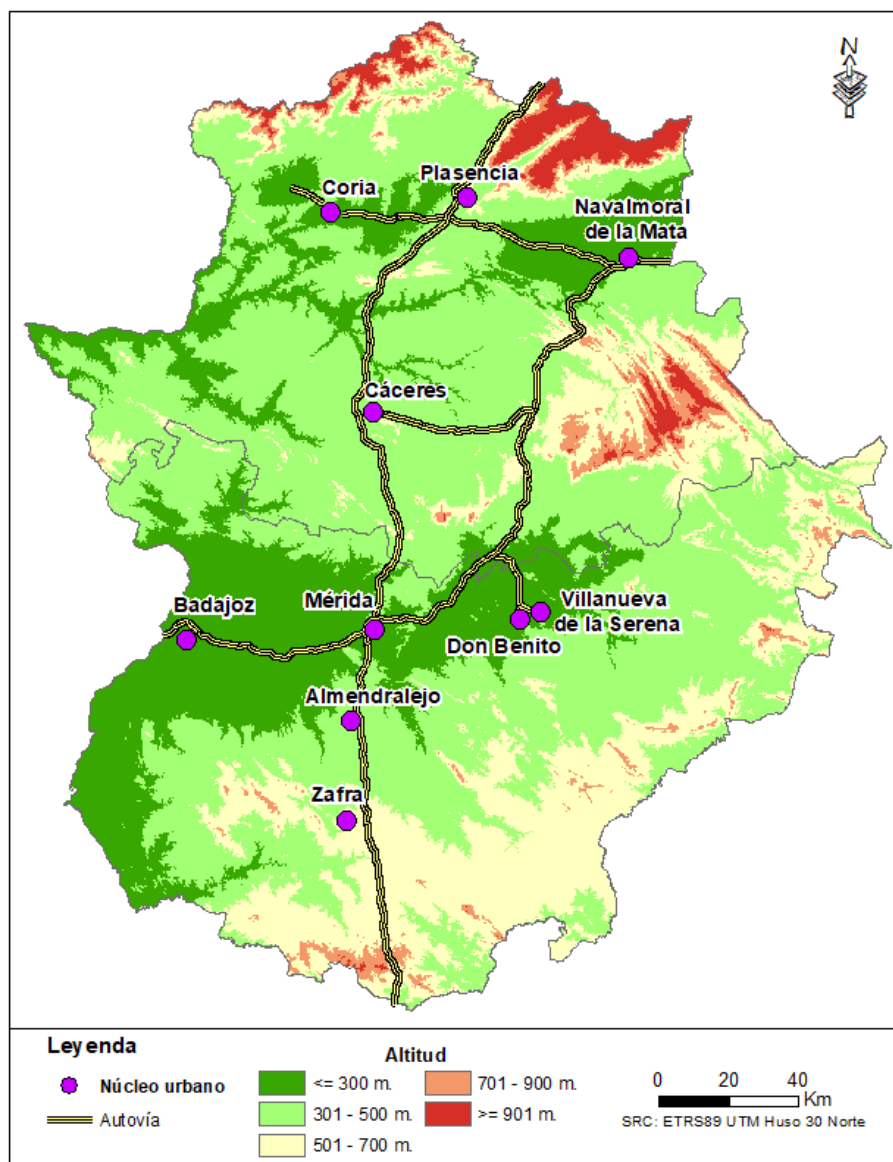 N
Plasencia
Coria
Navalmoral
de la Mata
Cáceres
Badajoz
Mérida
Villanueva
de la Serena
Don Benito
Almendralejo
Zafra
Leyenda
Núcleo urbano
Autovía
Altitud
<= 300 m.
301 - 500 m.
501 - 700 m.
701 - 900 m.
>= 901 m.
0 20 40
Km
SRC: ETRS89 UTM Huso 30 Norte